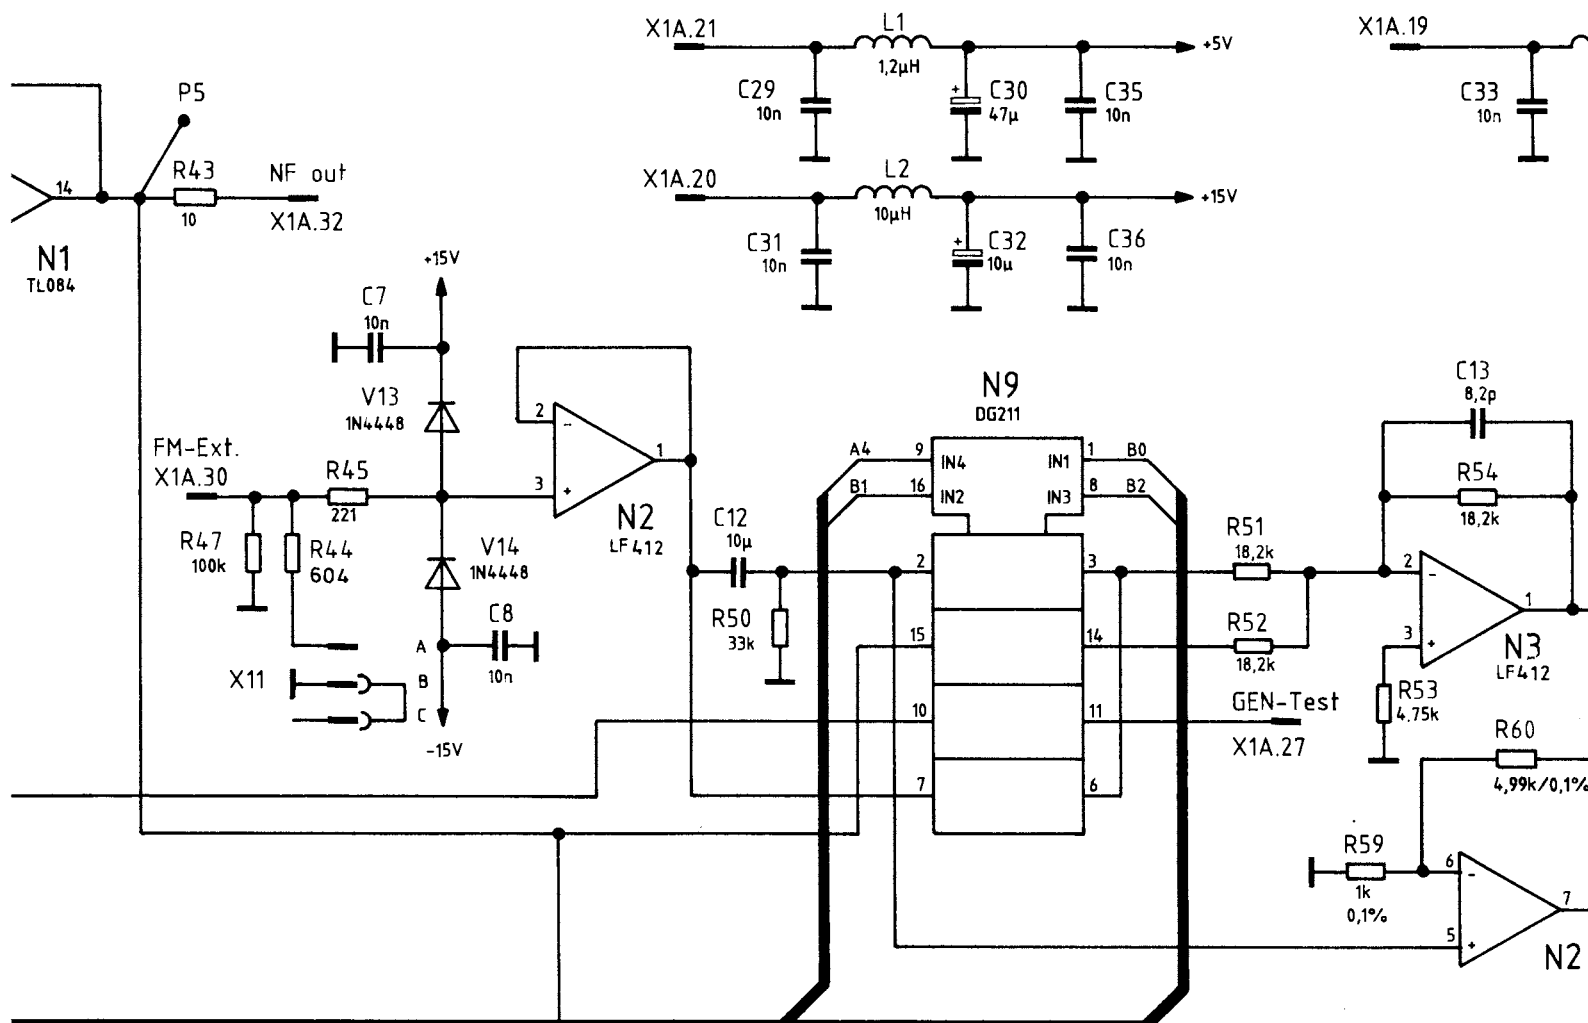 X1A.21
L1
1,2µH
+5V
C29
10n
+
C30
47µ
C35
10n
X1A.19
C33
10n
P5
R43
10
NF out
X1A.32
14
N1
TL084
X1A.20
L2
10µH
+15V
C31
10n
+
C32
10µ
C36
10n
+15V
C7
10n
V13
1N4448
FM-Ext.
X1A.30
R45
221
R47
100k
R44
604
V14
1N4448
C8
10n
X11
A
B
C
-15V
2
-
3
+
1
N2
LF412
C12
10µ
R50
33k
N9
DG211
A4
9
IN4
IN1
1
B0
B1
16
IN2
IN3
8
B2
2
3
15
14
10
11
7
6
R51
18,2k
R52
18,2k
GEN-Test
X1A.27
C13
8,2p
R54
18,2k
2
-
3
+
1
N3
LF412
R53
4.75k
R60
4,99k/0,1%
R59
1k
0,1%
6
-
5
+
7
N2